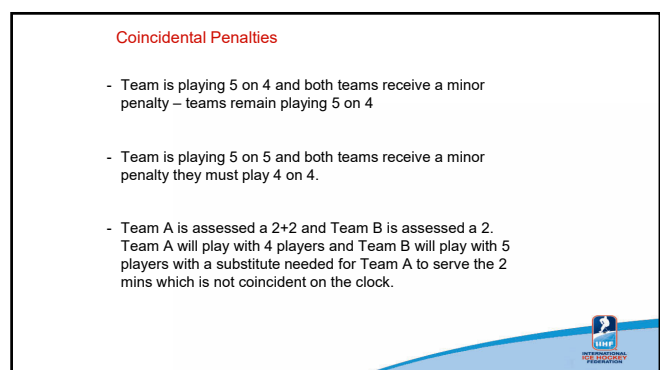 Coincidental Penalties
- Team is playing 5 on 4 and both teams receive a minor
penalty – teams remain playing 5 on 4
- Team is playing 5 on 5 and both teams receive a minor
penalty they must play 4 on 4.
- Team A is assessed a 2+2 and Team B is assessed a 2.
Team A will play with 4 players and Team B will play with 5
players with a substitute needed for Team A to serve the 2
mins which is not coincident on the clock.
IIHF
INTERNATIONAL
ICE HOCKEY
FEDERATION